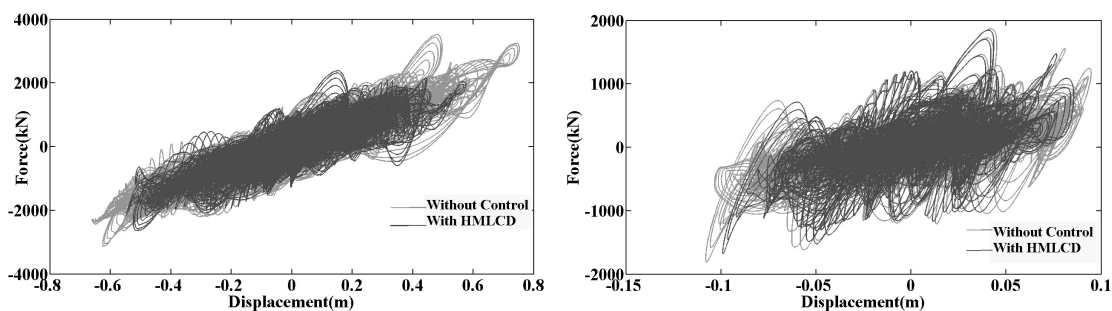 4000
2000
0
-2000
-4000
Force(kN)
-0.8 -0.6 -0.4 -0.2 0 0.2 0.4 0.6 0.8
Displacement(m)
Without Control
With HMLCD
2000
1000
0
-1000
-2000
Force(kN)
-0.15 -0.1 -0.05 0 0.05 0.1
Displacement(m)
Without Control
With HMLCD